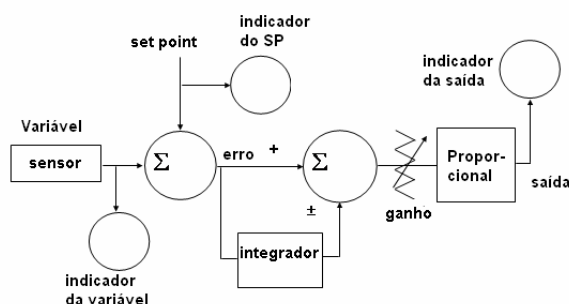 indicador
do SP
set point
indicador
da saída
Variável
sensor
Σ
erro
+
Σ
±
integrador
ganho
Propor-
cional
saída
indicador
da variável